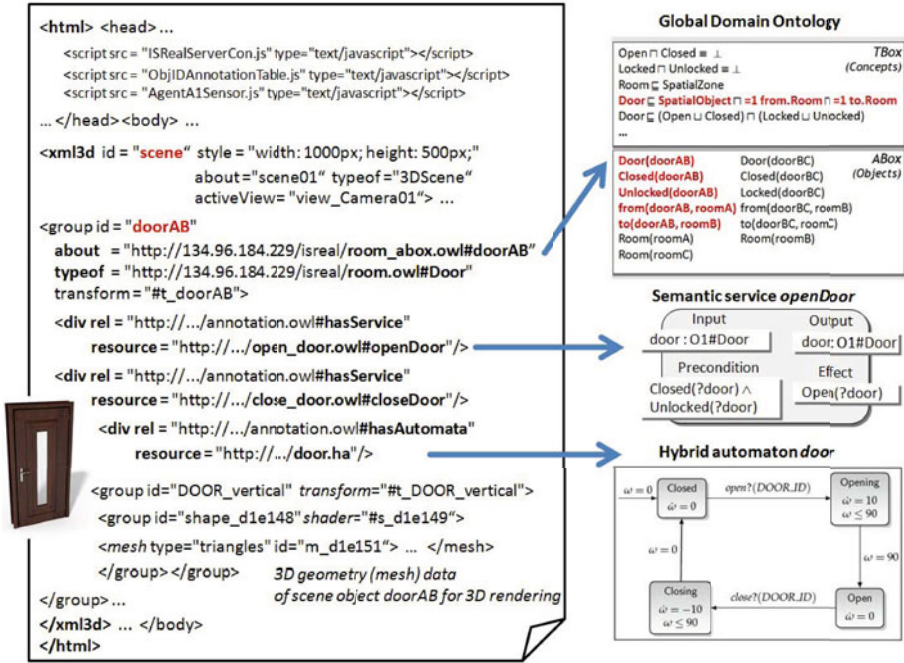 <html> <head> ...
<script src = "ISRealServerCon.js" type="text/javascript"></script>
<script src = "ObjIDAnnotationTable.js" type="text/javascript"></script>
<script src = "AgentA1Sensor.js" type="text/javascript"></script>
... </head><body> ...
<xml3d id = "scene“ style = "width: 1000px; height: 500px;"
about="scene01“ typeof ="3DScene“
activeView= "view_Camera01“> ...
<group id = "doorAB"
about = "http://134.96.184.229/isreal/room_abox.owl#doorAB”
typeof = "http://134.96.184.229/isreal/room.owl#Door"
transform = "#t_doorAB">
<div rel = "http://.../annotation.owl#hasService"
resource = "http://.../open_door.owl#openDoor"/>
<div rel = "http://.../annotation.owl#hasService"
resource = "http://.../close_door.owl#closeDoor"/>
<div rel = "http://.../annotation.owl#hasAutomata"
resource = "http://.../door.ha"/>
<group id="DOOR_vertical" transform="#t_DOOR_vertical">
<group id="shape_d1e148" shader="#s_d1e149“>
<mesh type="triangles" id="m_d1e151“> ... </mesh>
</group></group>
3D geometry (mesh) data
of scene object doorAB for 3D rendering
</group>...
</xml3d> ... </body>
</html>
Global Domain Ontology
Open ⊓ Closed ≡ ⊥
TBox
Locked ⊓ Unlocked ≡ ⊥
(Concepts)
Room ⊑ SpatialZone
Door ⊑ SpatialObject ⊓ =1 from.Room ⊓ =1 to.Room
Door ⊑ (Open ⊔ Closed) ⊓ (Locked ⊔ Unocked)
...
Door(doorAB) Door(doorBC)
ABox
Closed(doorAB) Closed(doorBC)
(Objects)
Unlocked(doorAB) Locked(doorBC)
from(doorAB, roomA) from(doorBC, roomB)
to(doorAB, roomB) to(doorBC, roomC)
Room(roomA) Room(roomB)
Room(roomC)
Semantic service openDoor
Input Output
door : O1#Door door: O1#Door
Precondition Effect
Closed(?door) ∧ Open(?door)
Unlocked(?door)
Hybrid automaton door
ω = 0
Closed
ω̇ = 0
open?(DOOR_ID)
Opening
ω̇ = 10
ω ≤ 90
ω = 0
ω = 90
Closing
ω̇ = −10
ω ≤ 90
close?(DOOR_ID)
Open
ω̇ = 0